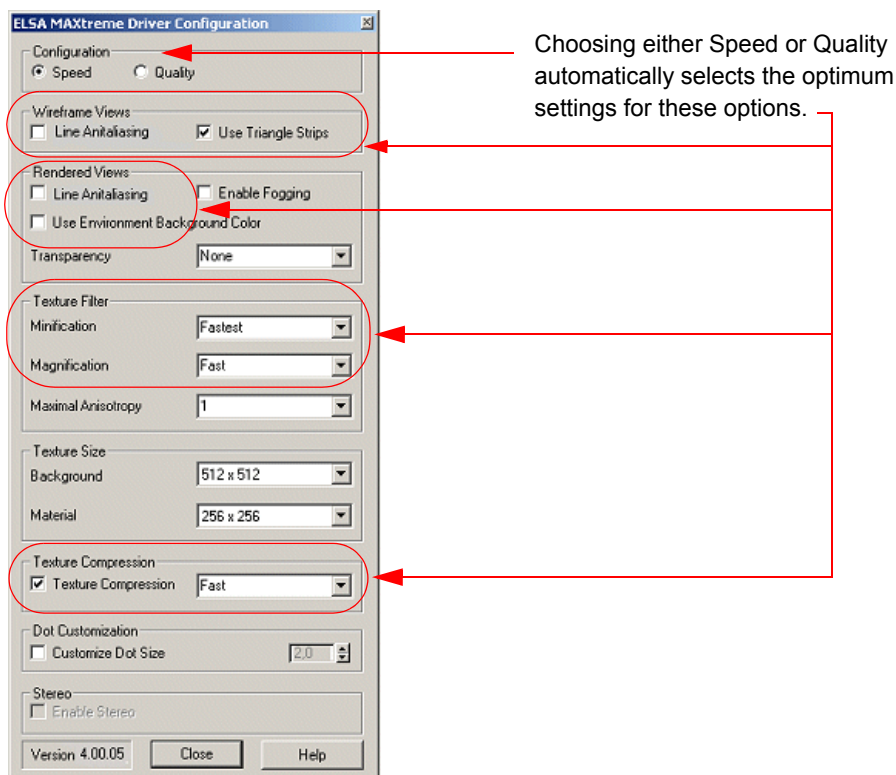 ELSA MAXtreme Driver Configuration
Configuration
Speed Quality
Choosing either Speed or Quality
automatically selects the optimum
settings for these options.
Wireframe Views
Line Anitaliasing Use Triangle Strips
Rendered Views
Line Anitaliasing Enable Fogging
Use Environment Background Color
Transparency None
Texture Filter
Minification Fastest
Magnification Fast
Maximal Anisotropy 1
Texture Size
Background 512 x 512
Material 256 x 256
Texture Compression
Texture Compression Fast
Dot Customization
Customize Dot Size 2,0
Stereo
Enable Stereo
Version 4.00.05 Close Help